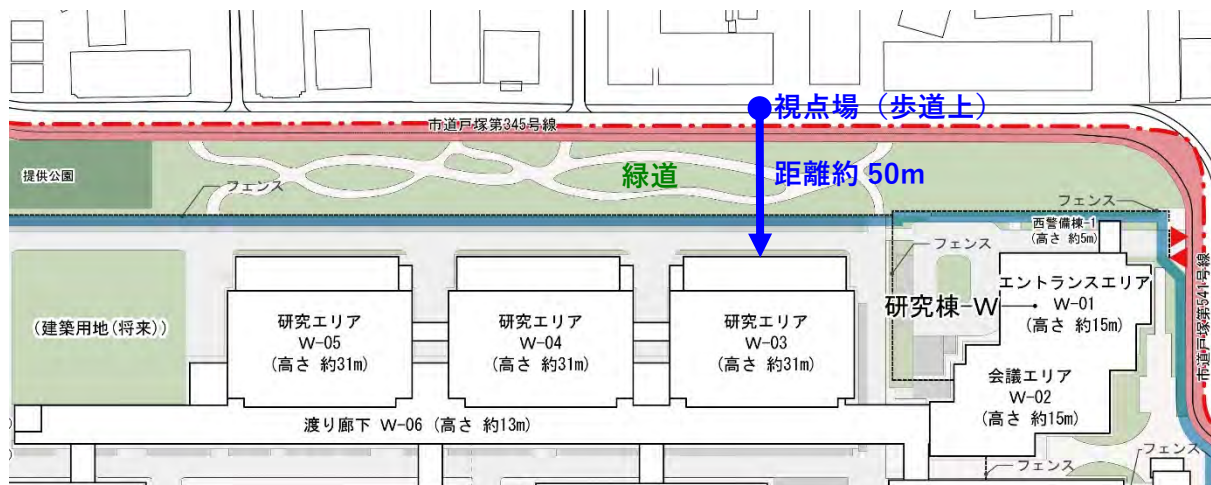 視点場（歩道上）
市道戸塚第345号線
提供公園
緑道
距離約 50m
フェンス
フェンス
西警備棟-1
(高さ 約5m)
フェンス
エントランスエリア
W-01
(高さ 約15m)
研究棟-W
市道戸塚第541号線
(建築用地(将来))
研究エリア
W-05
(高さ 約31m)
研究エリア
W-04
(高さ 約31m)
研究エリア
W-03
(高さ 約31m)
会議エリア
W-02
(高さ 約15m)
渡り廊下 W-06 (高さ 約13m)
フェンス
フェンス